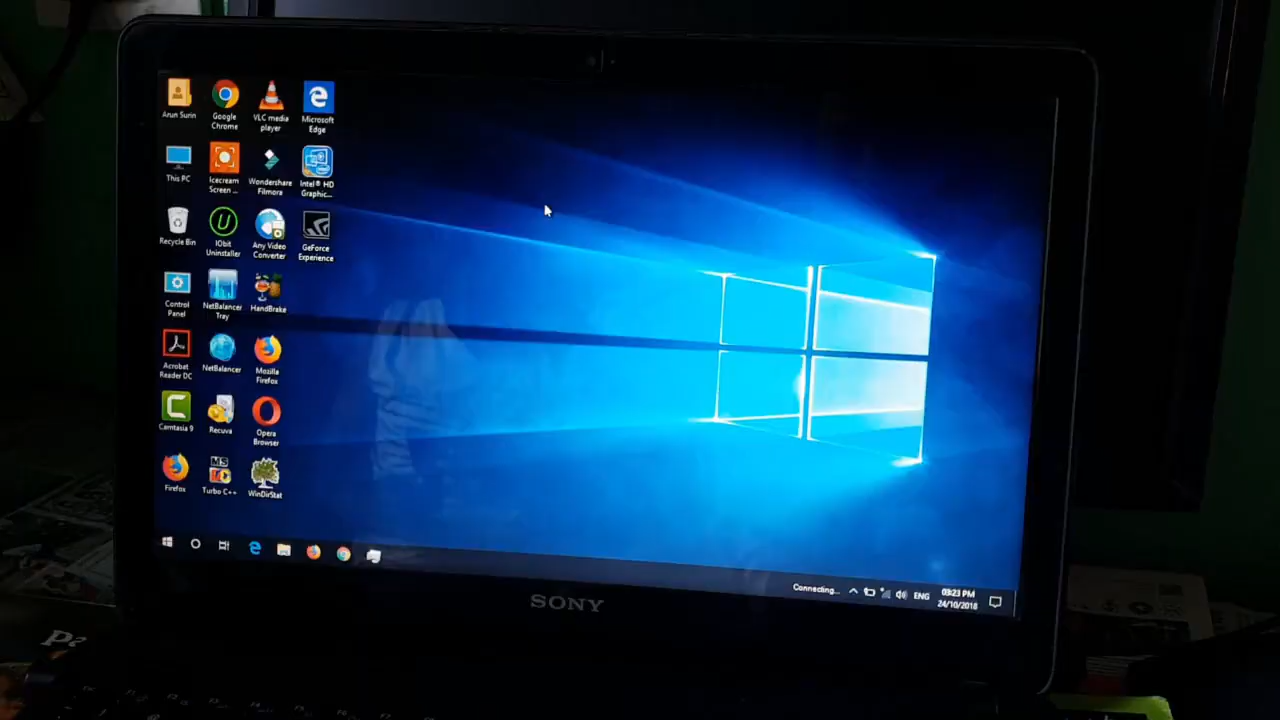 Arun Surin
Google
Chrome
VLC media
player
Microsoft
Edge
This PC
Icecream
Screen ...
Wondershare
Filmora
Intel® HD
Graphic...
Recycle Bin
IObit
Uninstaller
Any Video
Converter
GeForce
Experience
Control
Panel
NetBalancer
Tray
HandBrake
Acrobat
Reader DC
NetBalancer
Mozilla
Firefox
Camtasia 9
Recuva
Opera
Browser
Firefox
MS
Turbo C++
WinDirStat
Connecting...
ENG
03:23 PM
24/10/2018
SONY